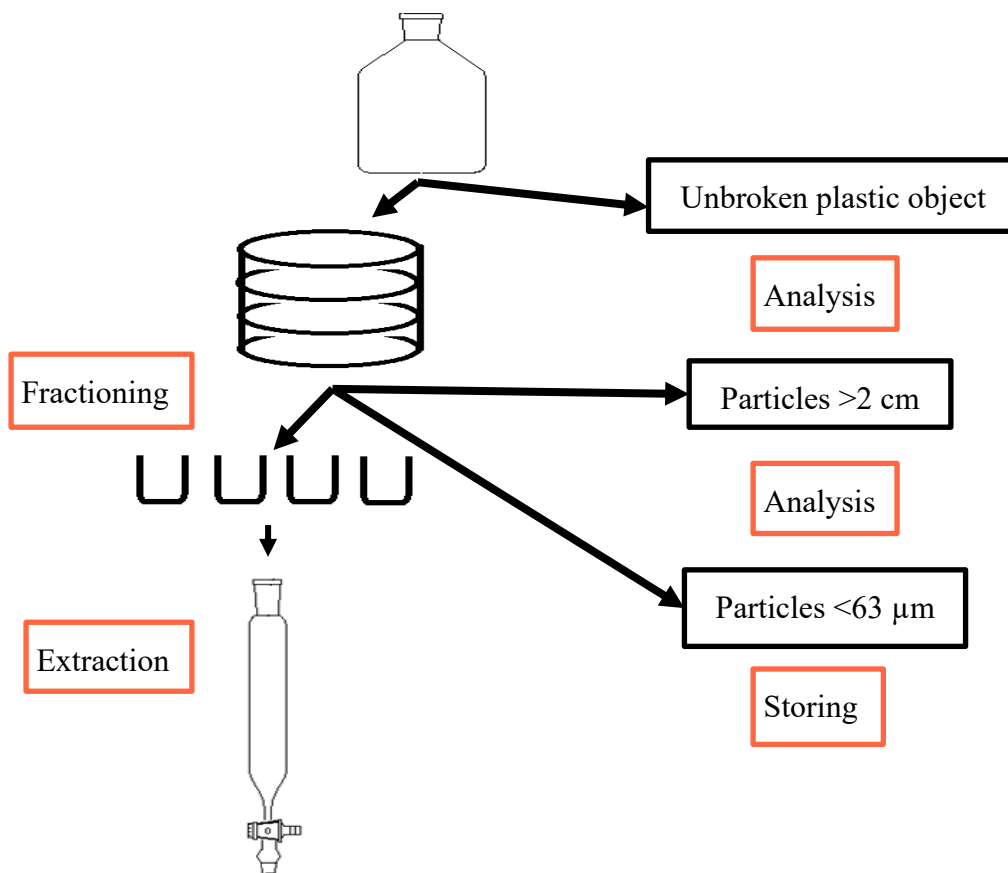 Unbroken plastic object
Analysis
Fractioning
Particles >2 cm
Analysis
Particles <63 µm
Extraction
Storing